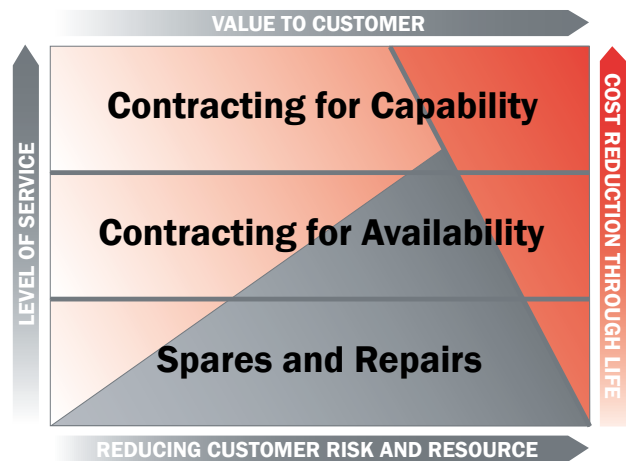 VALUE TO CUSTOMER
LEVEL OF SERVICE
Contracting for Capability
Contracting for Availability
Spares and Repairs
COST REDUCTION THROUGH LIFE
REDUCING CUSTOMER RISK AND RESOURCE